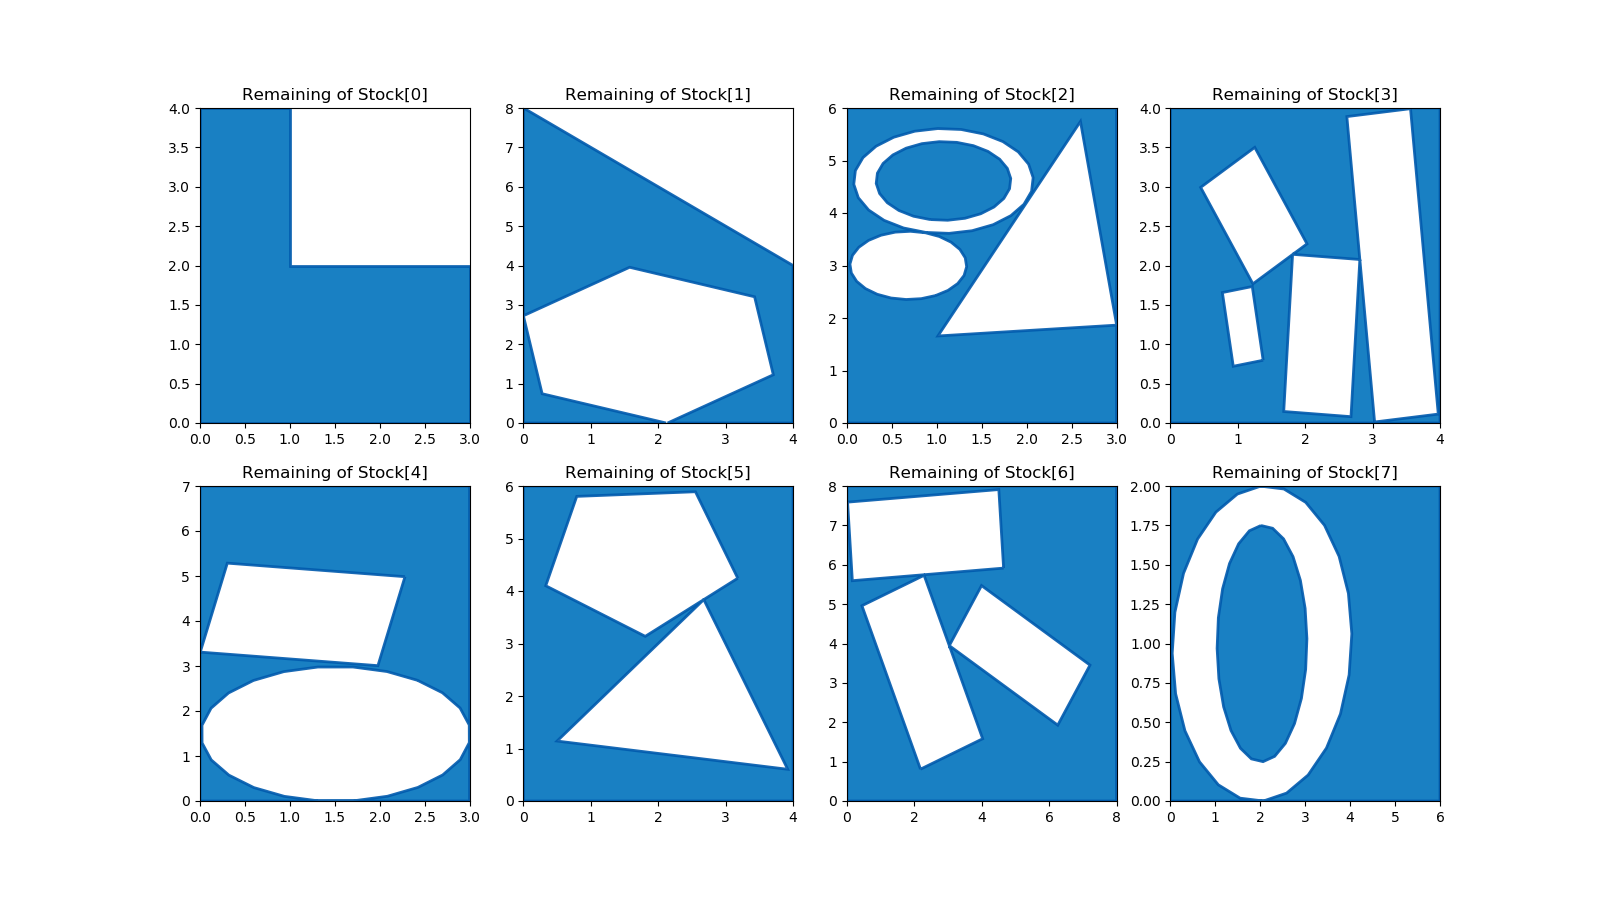 Remaining of Stock[0] Remaining of Stock[1] Remaining of Stock[2] Remaining of Stock[3]
4.0 8 6 4.0
3.5 7 3.5
5
3.0 6 3.0
2.5 5 4 2.5
2.0 4 3 2.0
1.5 3 1.5
2
1.0 2 1.0
1
0.5 1 0.5
0.0 0 0 0.0
0.0 0.5 1.0 1.5 2.0 2.5 3.0 0 1 2 3 4 0.0 0.5 1.0 1.5 2.0 2.5 3.0 0 1 2 3 4
Remaining of Stock[4] Remaining of Stock[5] Remaining of Stock[6] Remaining of Stock[7]
7 6 8 2.00
6 5 7 1.75
5 6 1.50
4 4 5 1.25
3 3 4 1.00
2 2 3 0.75
2 0.50
1 1 1 0.25
0 0 0 0.00
0.0 0.5 1.0 1.5 2.0 2.5 3.0 0 1 2 3 4 0 2 4 6 8 0 1 2 3 4 5 6